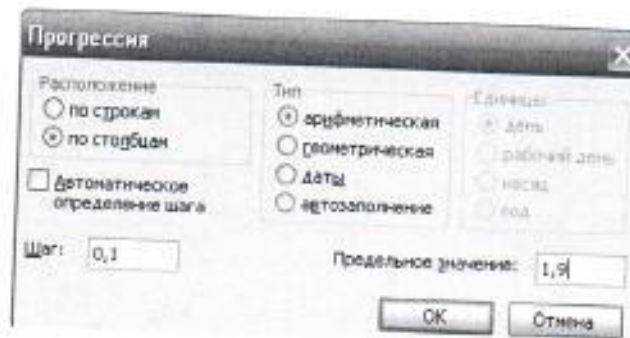 Прогрессия
Расположение
по строкам
по столбцам
Автоматическое
определение шага
Тип
арифметическая
геометрическая
даты
автозаполнение
Единицы
день
рабочий день
месяц
год
Шаг: 0,1
Предельное значение: 1,9
ОК
Отмена